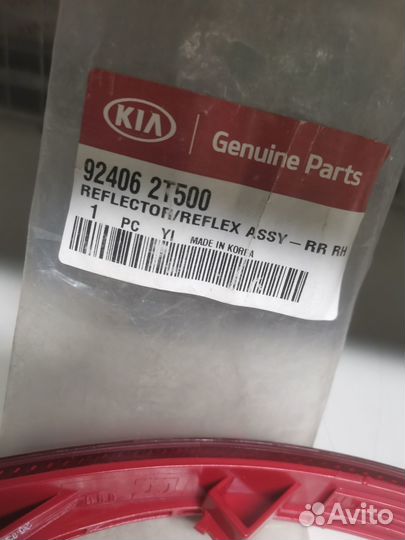 KIA
Genuine Parts
92406 2T500
REFLECTOR/REFLEX ASSY-RR RH
1 PC YI MADE IN KOREA
Avito